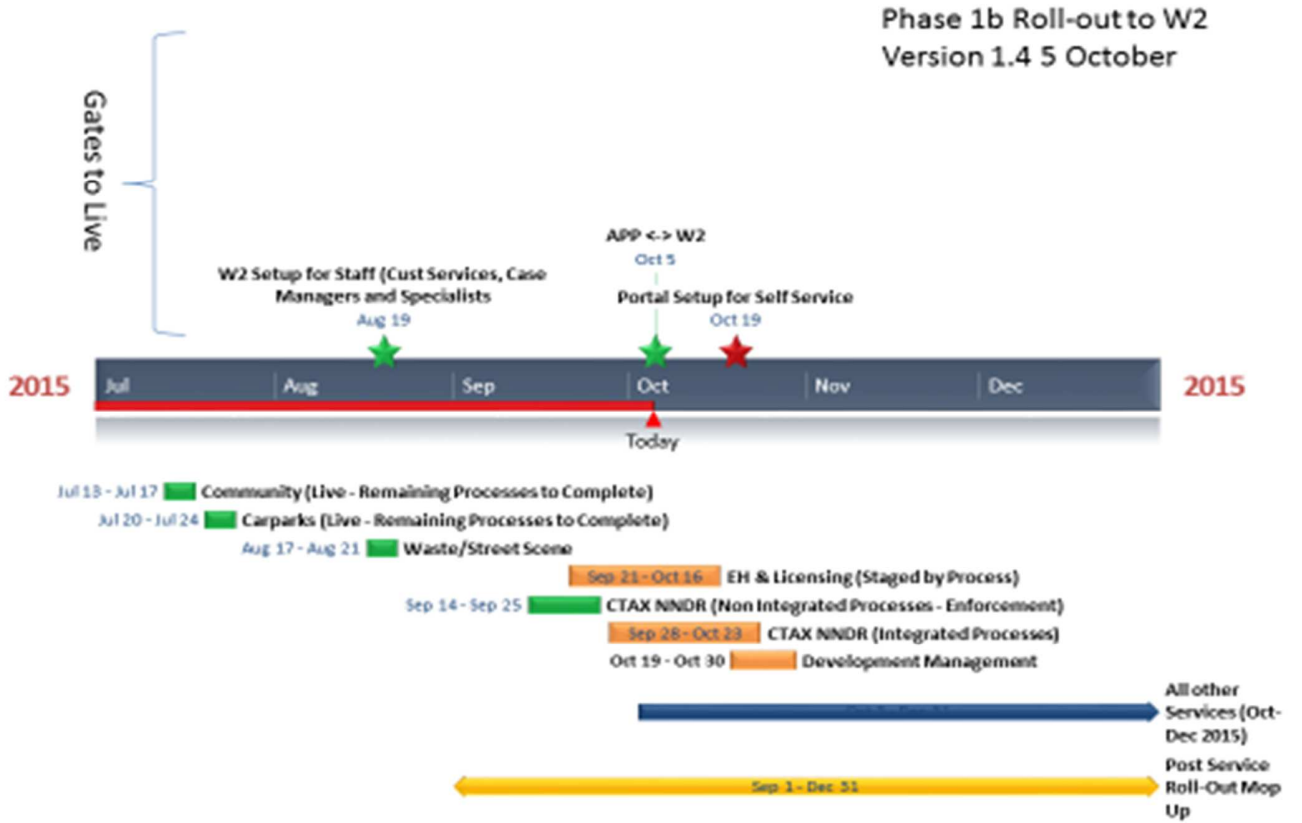 Phase 1b Roll-out to W2
Version 1.4 5 October
Gates to Live
APP <-> W2
Oct 5
W2 Setup for Staff (Cust Services, Case
Managers and Specialists
Aug 19
Portal Setup for Self Service
Oct 19
2015
Jul
Aug
Sep
Oct
Nov
Dec
2015
Today
Jul 13 - Jul 17 Community (Live - Remaining Processes to Complete)
Jul 20 - Jul 24 Carparks (Live - Remaining Processes to Complete)
Aug 17 - Aug 21 Waste/Street Scene
Sep 21 - Oct 16 EH & Licensing (Staged by Process)
Sep 14 - Sep 25 CTAX NNDR (Non Integrated Processes - Enforcement)
Sep 28 - Oct 23 CTAX NNDR (Integrated Processes)
Oct 19 - Oct 30 Development Management
All other
Services (Oct-
Dec 2015)
Sep 1 - Dec 31
Post Service
Roll-Out Mop
Up